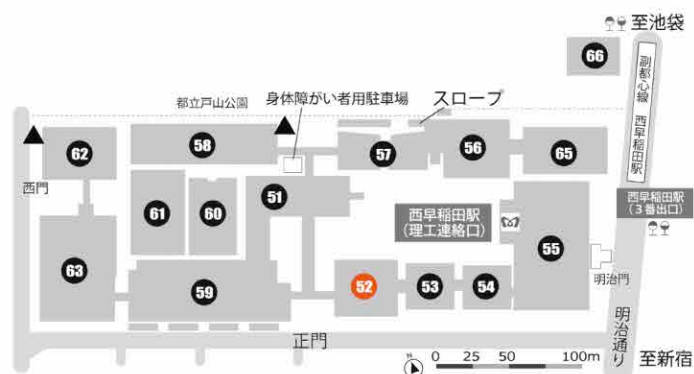 至池袋
66
副都心線 西早稲田駅
都立戸山公園
身体障がい者用駐車場
スロープ
62
58
57
56
65
西門
51
61
60
西早稲田駅
(理工連絡口)
西早稲田駅
(3番出口)
55
63
59
52
53
54
明治門
明治通り
正門
N
0 25 50 100m
至新宿